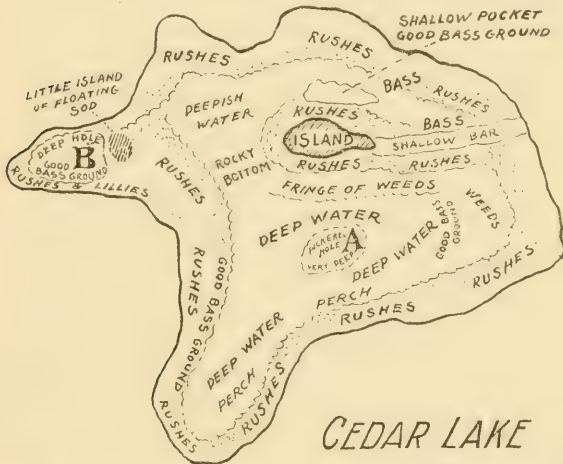 SHALLOW POCKET
GOOD BASS GROUND
RUSHES
RUSHES
BASS
RUSHES
LITTLE ISLAND
OF FLOATING
SOD
DEEPISH
WATER
RUSHES
BASS
ISLAND
SHALLOW BAR
DEEP HOLE
B
GOOD
BASS GROUND
RUSHES & LILLIES
RUSHES
ROCKY
BOTTOM
RUSHES
RUSHES
FRINGE OF WEEDS
WEEDS
DEEP WATER
GOOD BASS
GROUND
HOLE
A
VERY DEEP
DEEP WATER
RUSHES
RUSHES
GOOD BASS GROUND
PERCH
RUSHES
DEEP WATER
PERCH
RUSHES
RUSHES
CEDAR LAKE